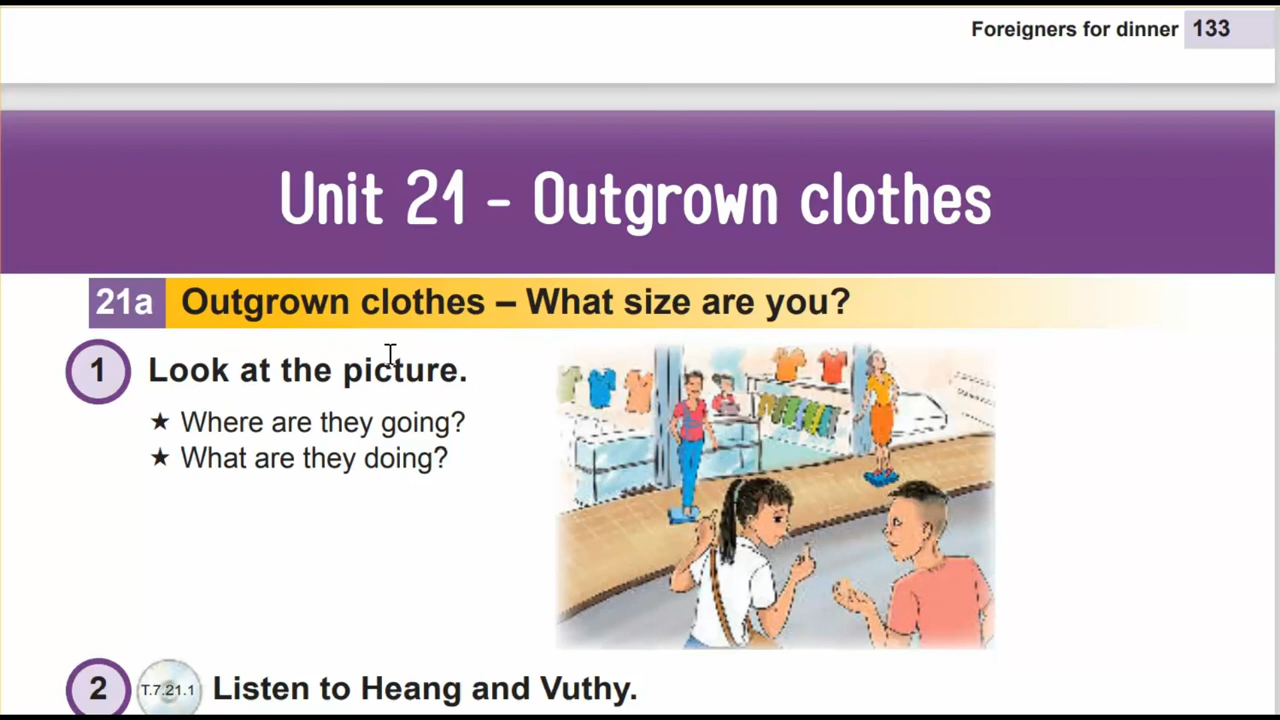 Foreigners for dinner 133
Unit 21 - Outgrown clothes
21a Outgrown clothes – What size are you?
1 Look at the picture.
★ Where are they going?
★ What are they doing?
2 T.7.21.1 Listen to Heang and Vuthy.